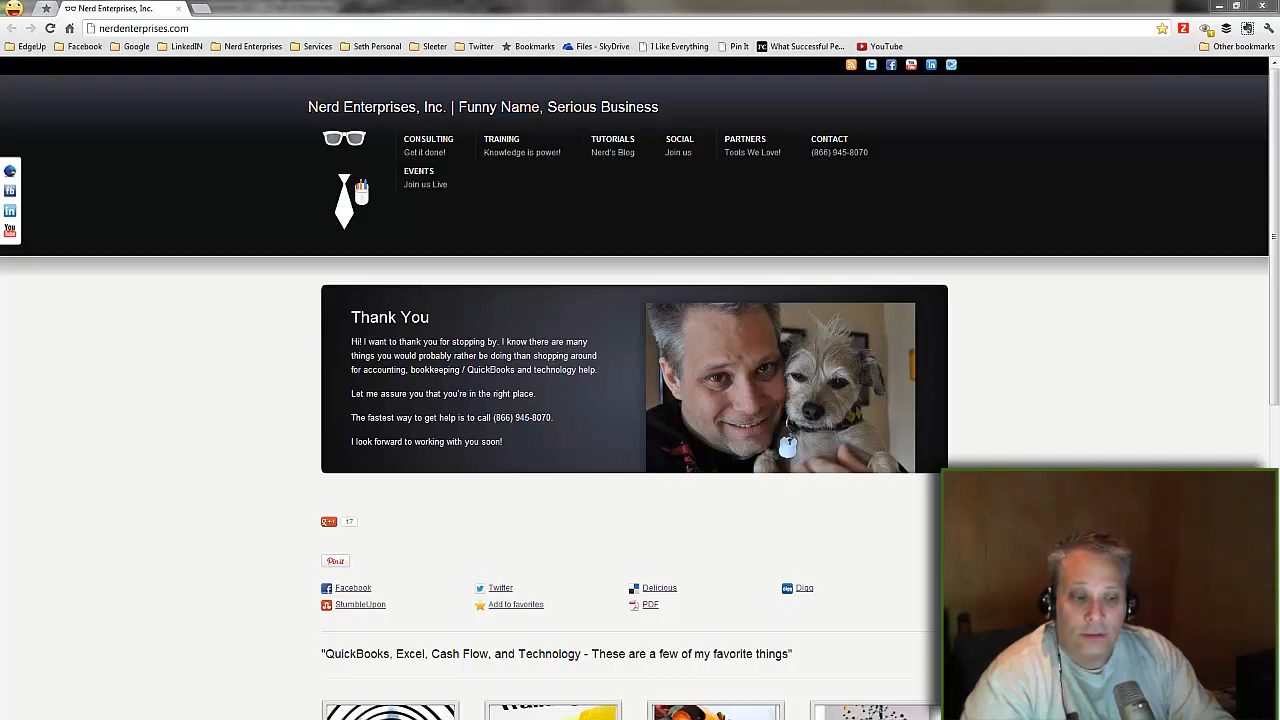 Nerd Enterprises, Inc.
nerdenterprises.com
EdgeUp Facebook Google LinkedIN Nerd Enterprises Services Seth Personal Sleeter Twitter Bookmarks Files - SkyDrive I Like Everything Pin It What Successful Pe... YouTube Other bookmarks
Nerd Enterprises, Inc. | Funny Name, Serious Business
CONSULTING TRAINING TUTORIALS SOCIAL PARTNERS CONTACT
Get it done! Knowledge is power! Nerd's Blog Join us Tools We Love! (866) 945-8070
EVENTS
Join us Live
Thank You
Hi! I want to thank you for stopping by. I know there are many
things you would probably rather be doing than shopping around
for accounting, bookkeeping / QuickBooks and technology help.
Let me assure you that you're in the right place.
The fastest way to get help is to call (866) 945-8070.
I look forward to working with you soon!
+1 17
Pin it
Facebook Twitter Delicious Digg
StumbleUpon Add to favorites PDF
"QuickBooks, Excel, Cash Flow, and Technology - These are a few of my favorite things"